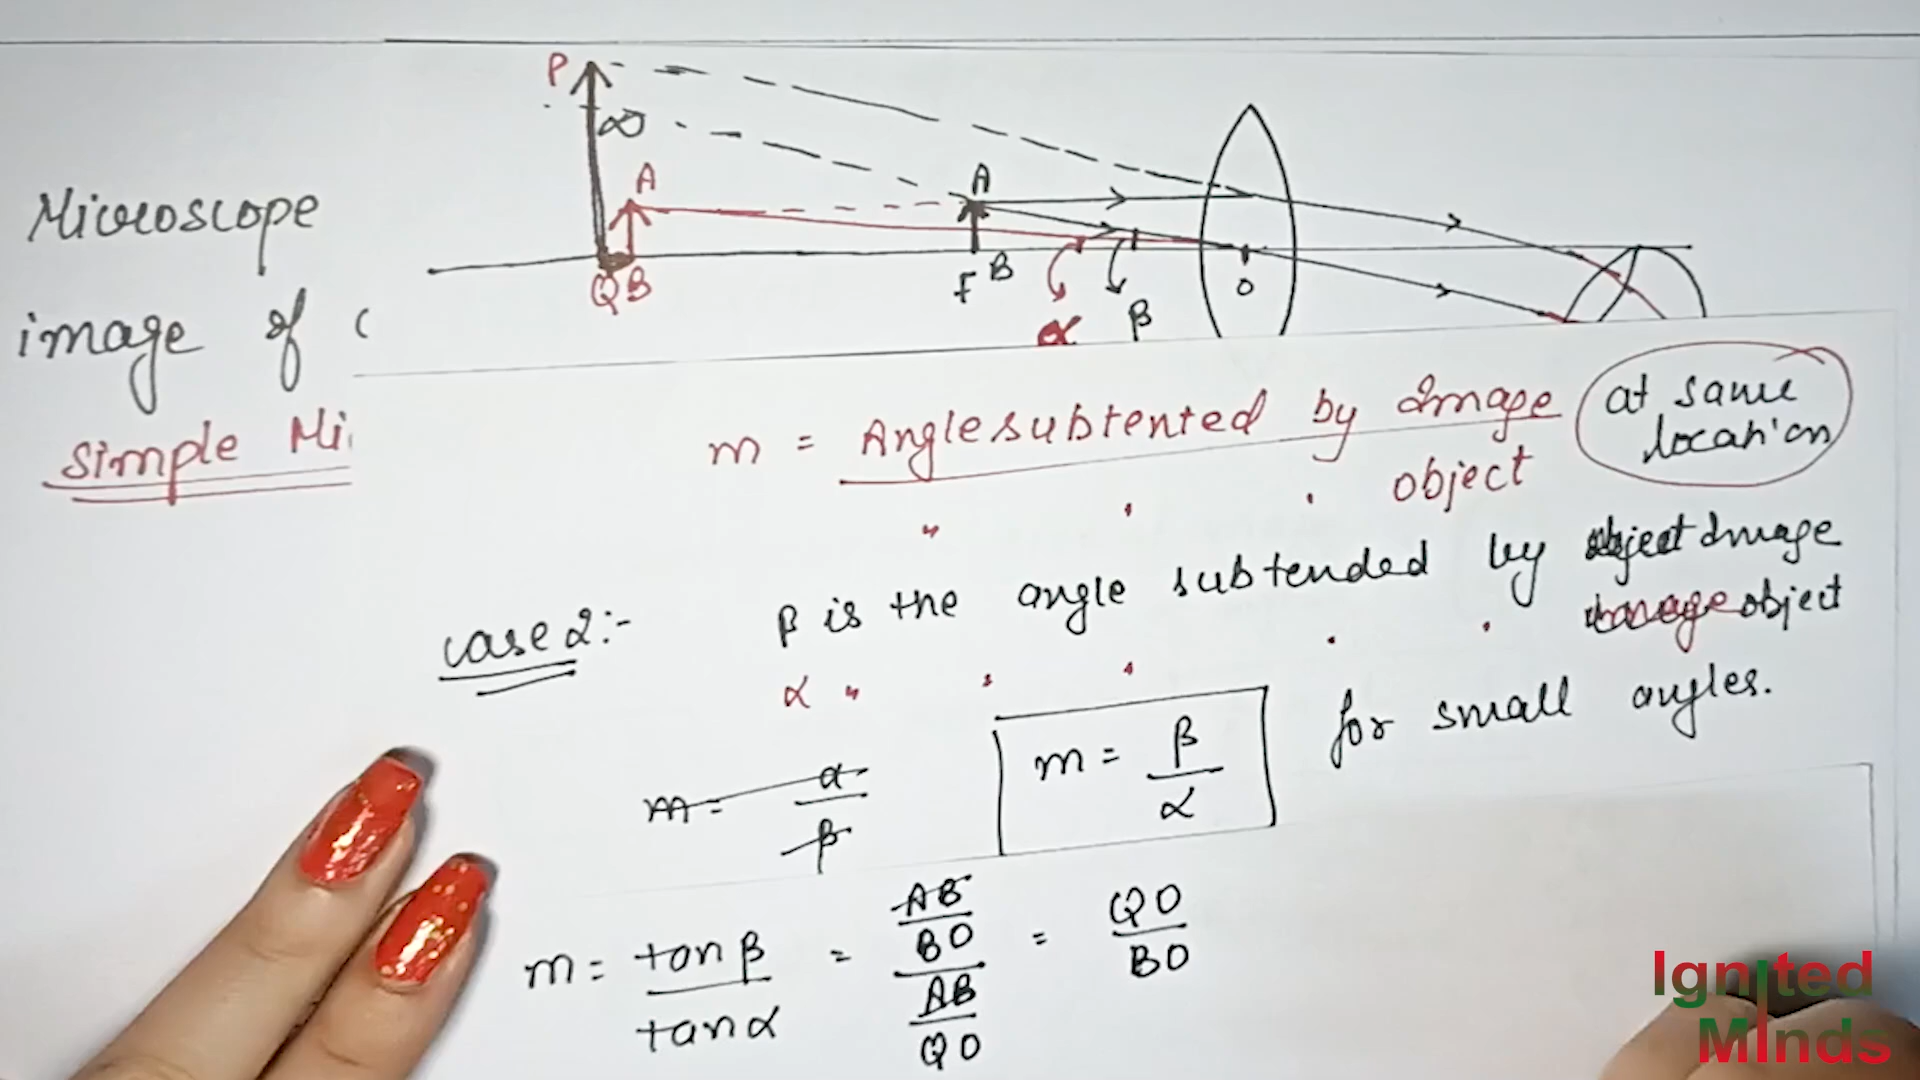 P
∞
A
A
Microscope
Q B
F B
α
β
O
image of
Simple Mi
m = Angle subtented by Image
at same
location
" " " object
case 2:-
β is the angle subtended by object Image
α " " " " " image object
m = α/β
m = β/α
for small angles.
m = tan β / tan α = AB/BO / AB/QO = QO/BO
Ignited
Minds